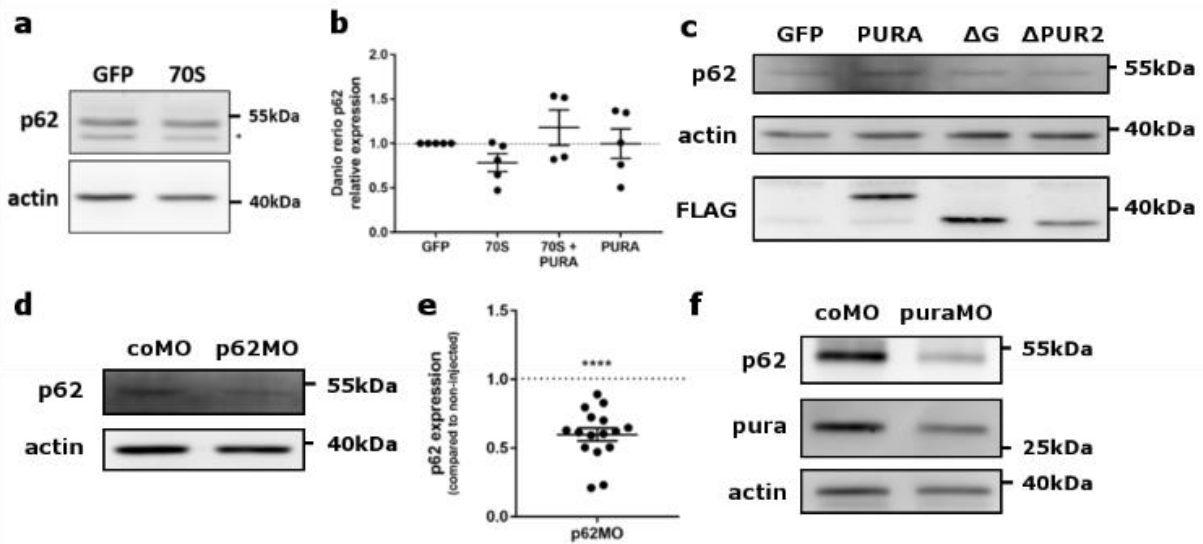 a
GFP 70S
p62
55kDa
*
actin
40kDa
b
Danio rerio p62
relative expression
2.0
1.5
1.0
0.5
0.0
GFP
70S
70S +
PURA
PURA
c
GFP PURA ΔG ΔPUR2
p62
55kDa
actin
40kDa
FLAG
40kDa
d
coMO p62MO
p62
55kDa
actin
40kDa
e
p62 expression
(compared to non-injected)
1.5
1.0
0.5
0.0
****
p62MO
f
coMO puraMO
p62
55kDa
pura
25kDa
actin
40kDa